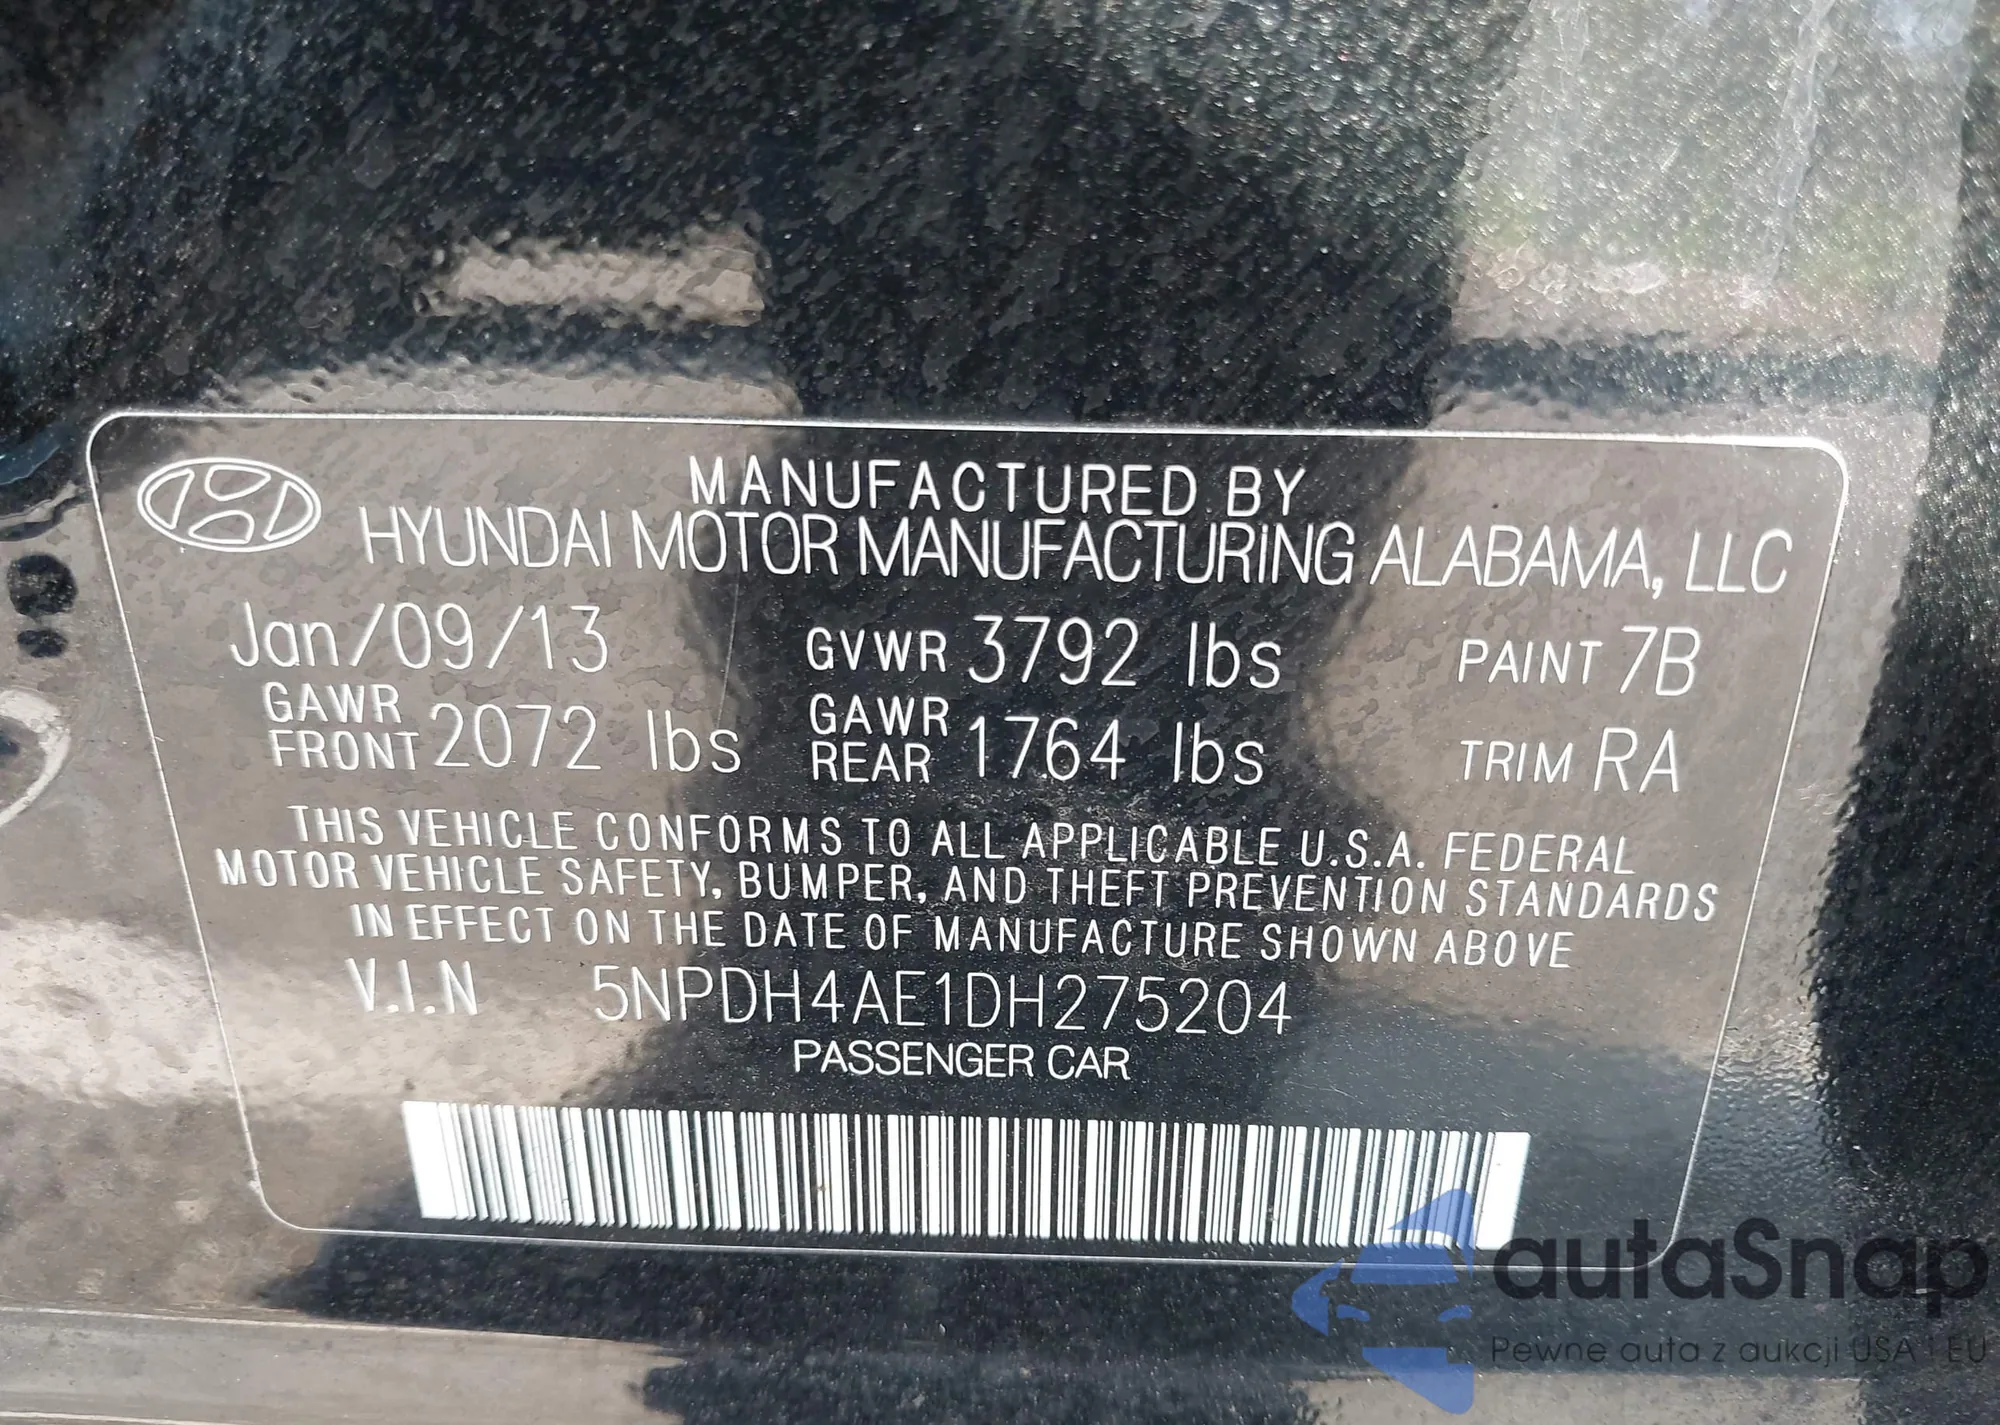 MANUFACTURED BY
HYUNDAI MOTOR MANUFACTURING ALABAMA, LLC
Jan/09/13 GVWR 3792 lbs PAINT 7B
GAWR FRONT 2072 lbs GAWR REAR 1764 lbs TRIM RA
THIS VEHICLE CONFORMS TO ALL APPLICABLE U.S.A. FEDERAL
MOTOR VEHICLE SAFETY, BUMPER, AND THEFT PREVENTION STANDARDS
IN EFFECT ON THE DATE OF MANUFACTURE SHOWN ABOVE
V.I.N 5NPDH4AE1DH275204
PASSENGER CAR
autaSnap
Pewne auta z aukcji USA i EU